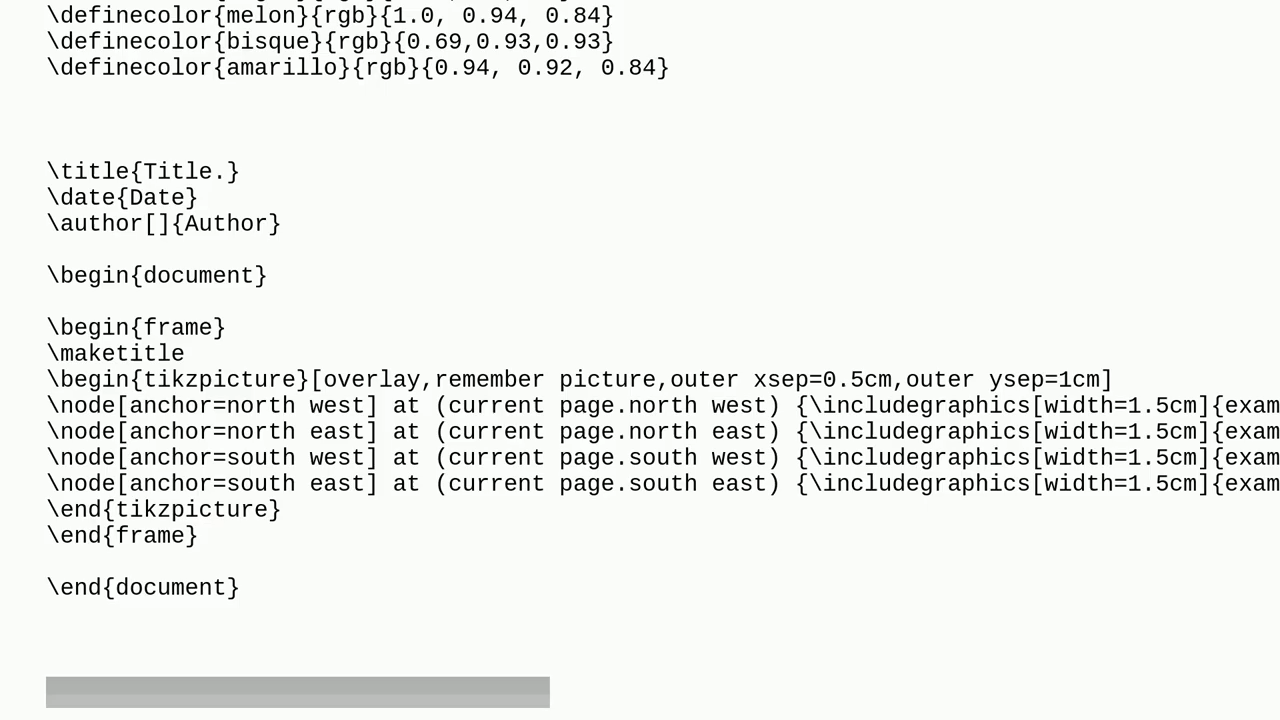 \definecolor{melon}{rgb}{1.0, 0.94, 0.84}
\definecolor{bisque}{rgb}{0.69,0.93,0.93}
\definecolor{amarillo}{rgb}{0.94, 0.92, 0.84}
\title{Title.}
\date{Date}
\author[]{Author}
\begin{document}
\begin{frame}
\maketitle
\begin{tikzpicture}[overlay,remember picture,outer xsep=0.5cm,outer ysep=1cm]
\node[anchor=north west] at (current page.north west) {\includegraphics[width=1.5cm]{exam
\node[anchor=north east] at (current page.north east) {\includegraphics[width=1.5cm]{exam
\node[anchor=south west] at (current page.south west) {\includegraphics[width=1.5cm]{exam
\node[anchor=south east] at (current page.south east) {\includegraphics[width=1.5cm]{exam
\end{tikzpicture}
\end{frame}
\end{document}